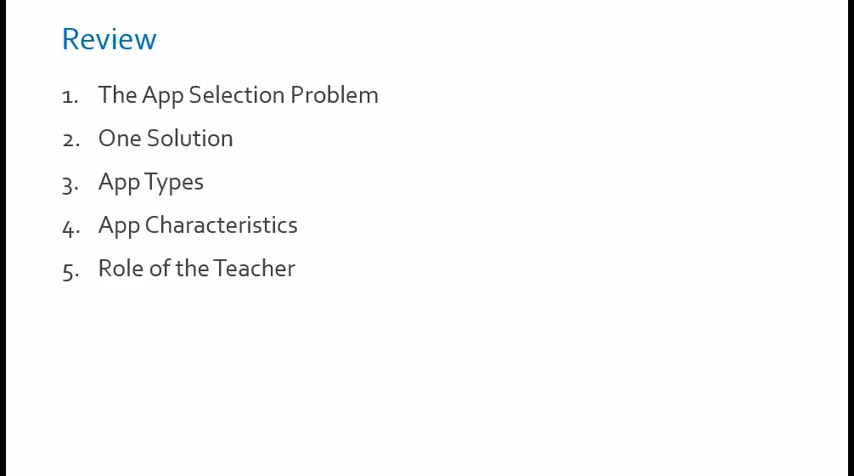 Review
1. The App Selection Problem
2. One Solution
3. App Types
4. App Characteristics
5. Role of the Teacher